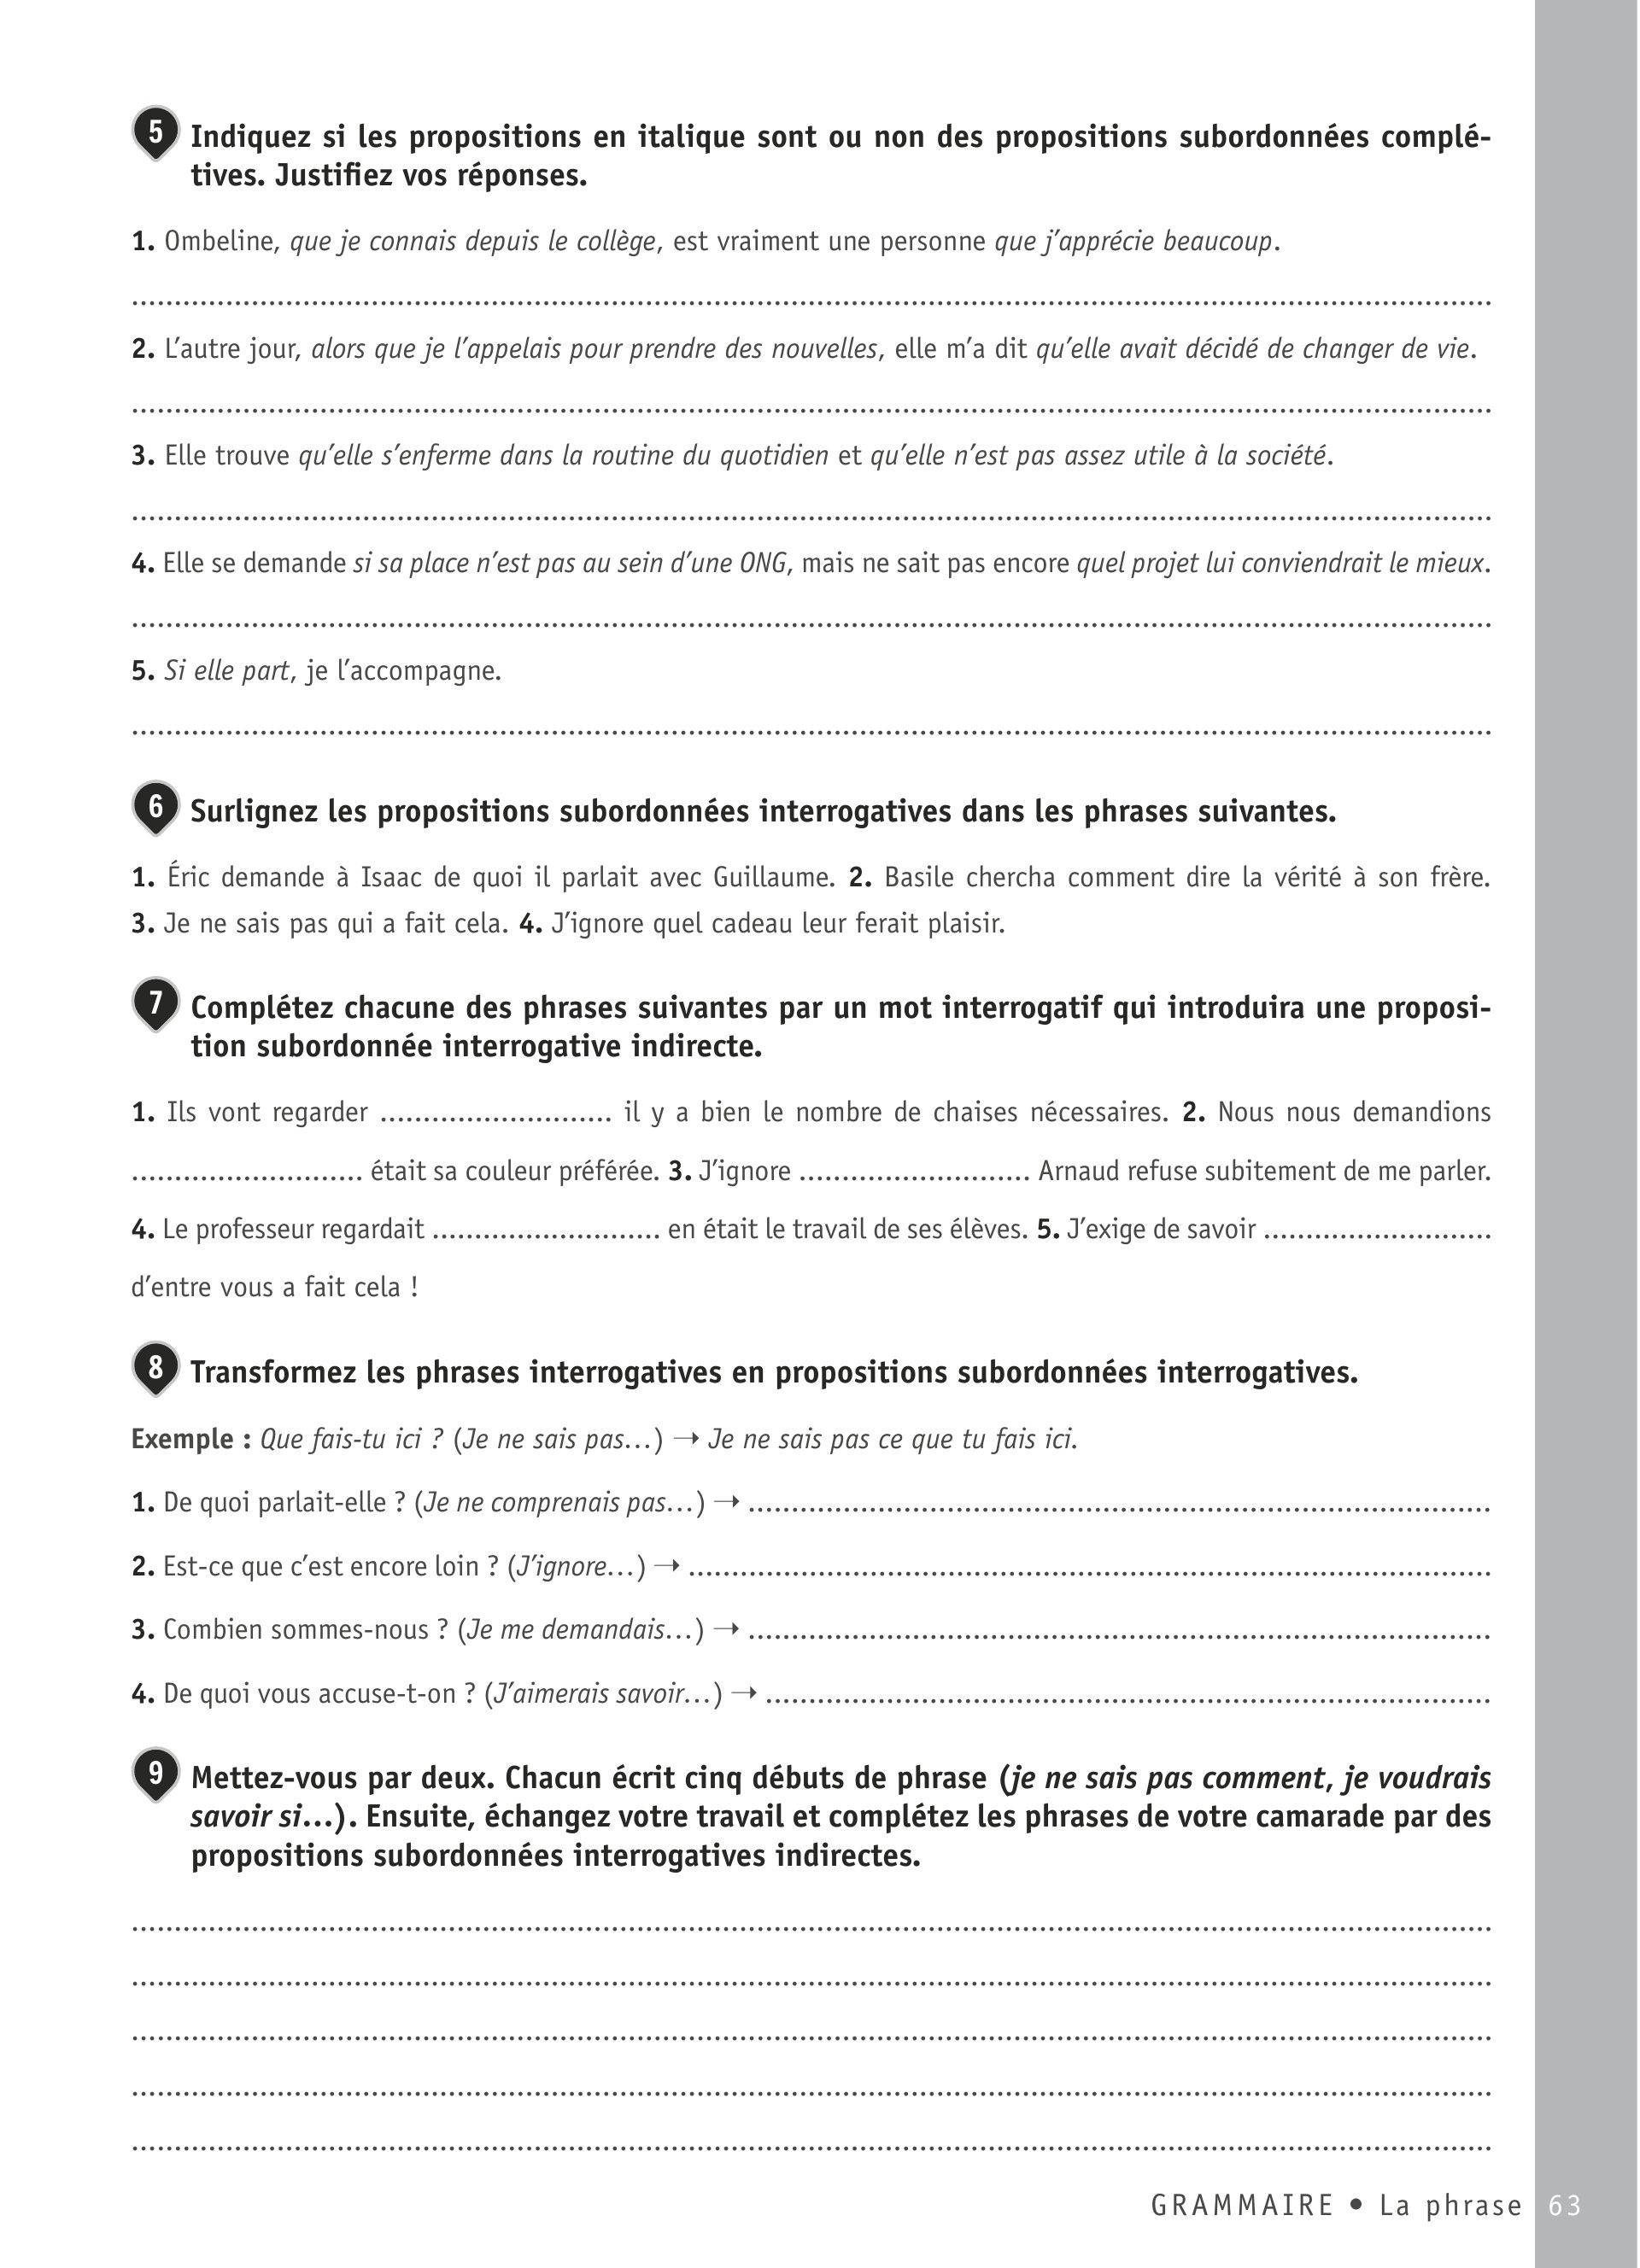 5 Indiquez si les propositions en italique sont ou non des propositions subordonnées complé-
tives. Justifiez vos réponses.
1. Ombeline, que je connais depuis le collège, est vraiment une personne que j’apprécie beaucoup.
................................................................................
2. L’autre jour, alors que je l’appelais pour prendre des nouvelles, elle m’a dit qu’elle avait décidé de changer de vie.
................................................................................
3. Elle trouve qu’elle s’enferme dans la routine du quotidien et qu’elle n’est pas assez utile à la société.
................................................................................
4. Elle se demande si sa place n’est pas au sein d’une ONG, mais ne sait pas encore quel projet lui conviendrait le mieux.
................................................................................
5. Si elle part, je l’accompagne.
................................................................................
6 Surlignez les propositions subordonnées interrogatives dans les phrases suivantes.
1. Éric demande à Isaac de quoi il parlait avec Guillaume. 2. Basile chercha comment dire la vérité à son frère.
3. Je ne sais pas qui a fait cela. 4. J’ignore quel cadeau leur ferait plaisir.
7 Complétez chacune des phrases suivantes par un mot interrogatif qui introduira une proposi-
tion subordonnée interrogative indirecte.
1. Ils vont regarder ........................... il y a bien le nombre de chaises nécessaires. 2. Nous nous demandions
........................... était sa couleur préférée. 3. J’ignore ........................... Arnaud refuse subitement de me parler.
4. Le professeur regardait ........................... en était le travail de ses élèves. 5. J’exige de savoir ...........................
d’entre vous a fait cela !
8 Transformez les phrases interrogatives en propositions subordonnées interrogatives.
Exemple : Que fais-tu ici ? (Je ne sais pas…) → Je ne sais pas ce que tu fais ici.
1. De quoi parlait-elle ? (Je ne comprenais pas…) → ................................................................................
2. Est-ce que c’est encore loin ? (J’ignore…) → ................................................................................
3. Combien sommes-nous ? (Je me demandais…) → ................................................................................
4. De quoi vous accuse-t-on ? (J’aimerais savoir…) → ................................................................................
9 Mettez-vous par deux. Chacun écrit cinq débuts de phrase (je ne sais pas comment, je voudrais
savoir si…). Ensuite, échangez votre travail et complétez les phrases de votre camarade par des
propositions subordonnées interrogatives indirectes.
................................................................................
................................................................................
................................................................................
................................................................................
................................................................................
GRAMMAIRE • La phrase 63